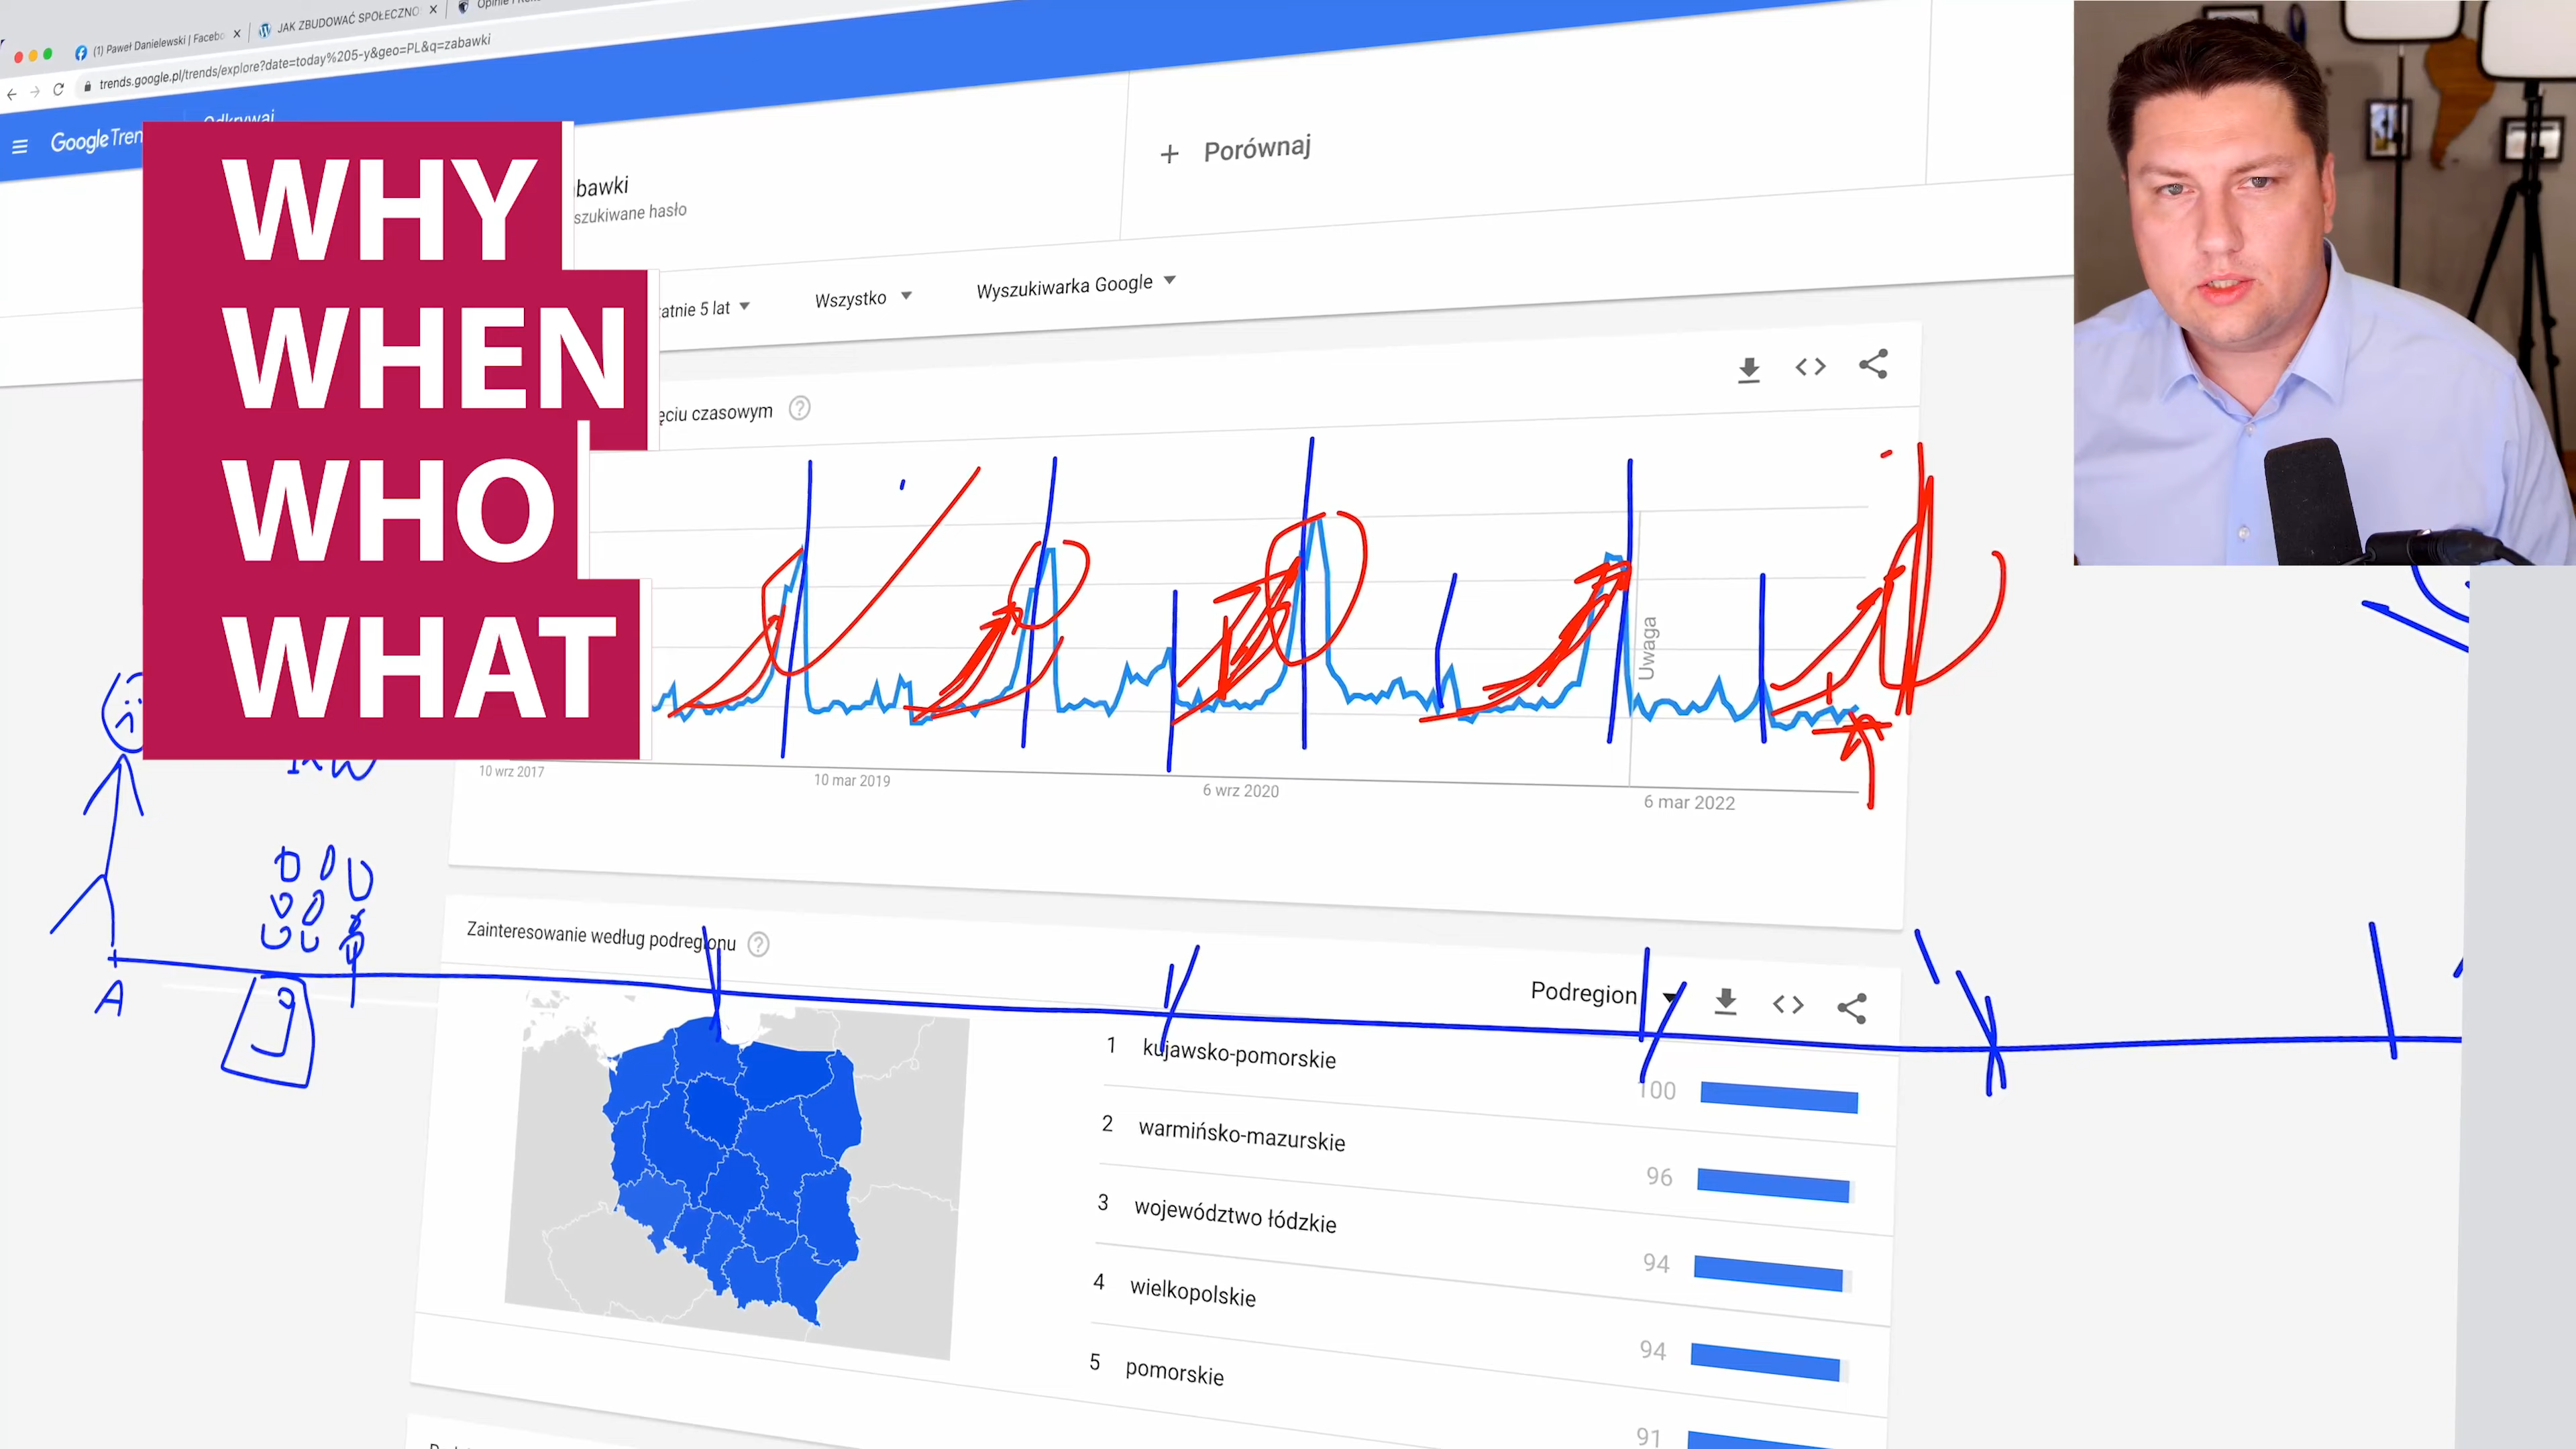 (1) Paweł Danielewski | Facebo
JAK ZBUDOWAĆ SPOŁECZNO
trends.google.pl/trends/explore?date=today%205-y&geo=PL&q=zabawki
Google Tren
Odkrywaj
WHY
WHEN
WHO
WHAT
bawki
szukiwane hasło
+ Porównaj
tatnie 5 lat
Wszystko
Wyszukiwarka Google
ęciu czasowym
Uwaga
10 wrz 2017
10 mar 2019
6 wrz 2020
6 mar 2022
A
Zainteresowanie według podregionu
Podregion
1 kujawsko-pomorskie 100
2 warmińsko-mazurskie 96
3 województwo łódzkie 94
4 wielkopolskie 94
5 pomorskie 91